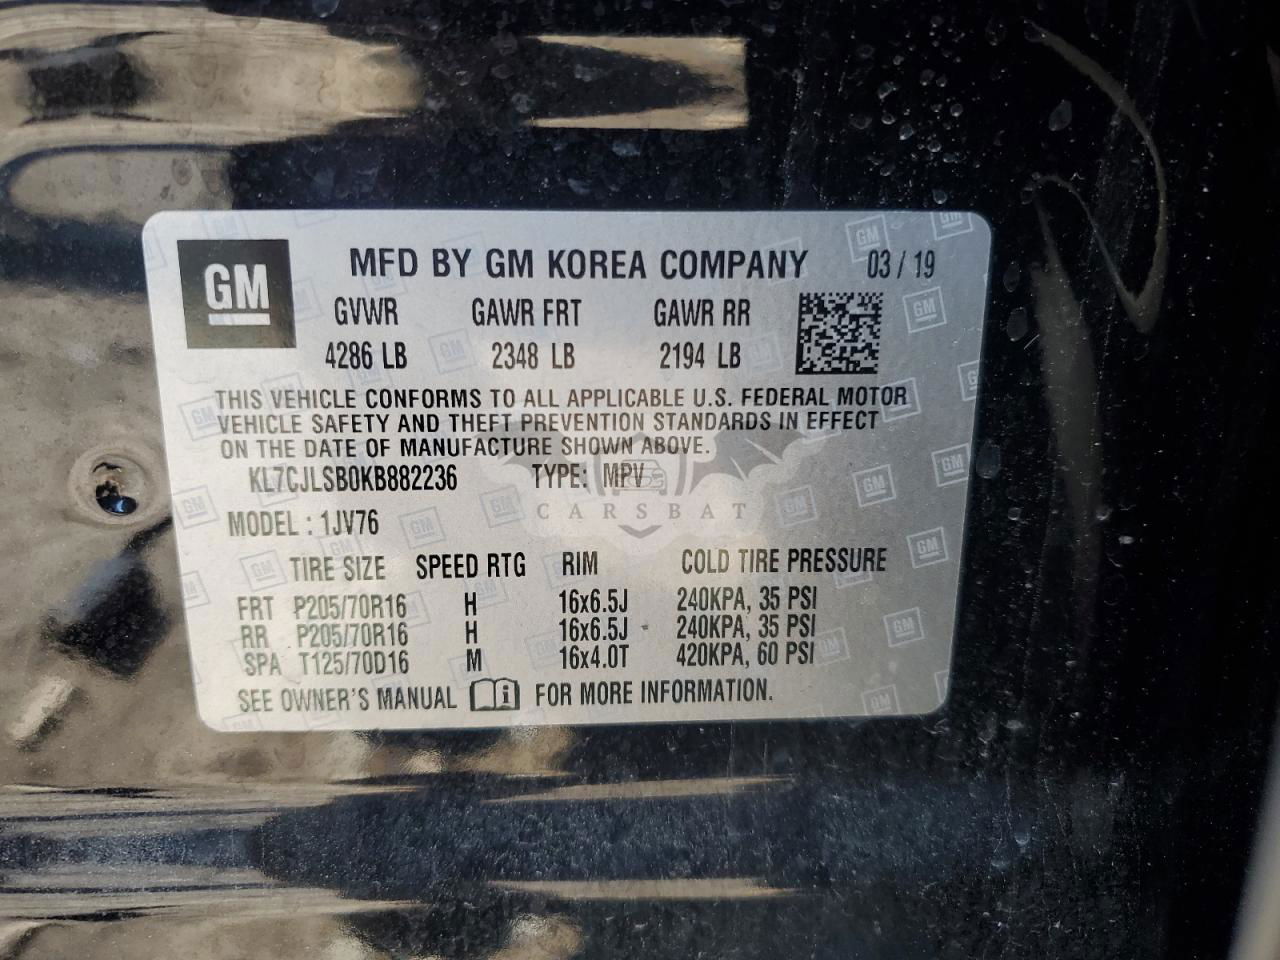 GM MFD BY GM KOREA COMPANY 03 / 19
GVWR GAWR FRT GAWR RR
4286 LB 2348 LB 2194 LB
THIS VEHICLE CONFORMS TO ALL APPLICABLE U.S. FEDERAL MOTOR
VEHICLE SAFETY AND THEFT PREVENTION STANDARDS IN EFFECT
ON THE DATE OF MANUFACTURE SHOWN ABOVE.
KL7CJLSB0KB882236 TYPE: MPV
CARSBAT
MODEL : 1JV76
TIRE SIZE SPEED RTG RIM COLD TIRE PRESSURE
FRT P205/70R16 H 16x6.5J 240KPA, 35 PSI
RR P205/70R16 H 16x6.5J 240KPA, 35 PSI
SPA T125/70D16 M 16x4.0T 420KPA, 60 PSI
SEE OWNER'S MANUAL i FOR MORE INFORMATION.